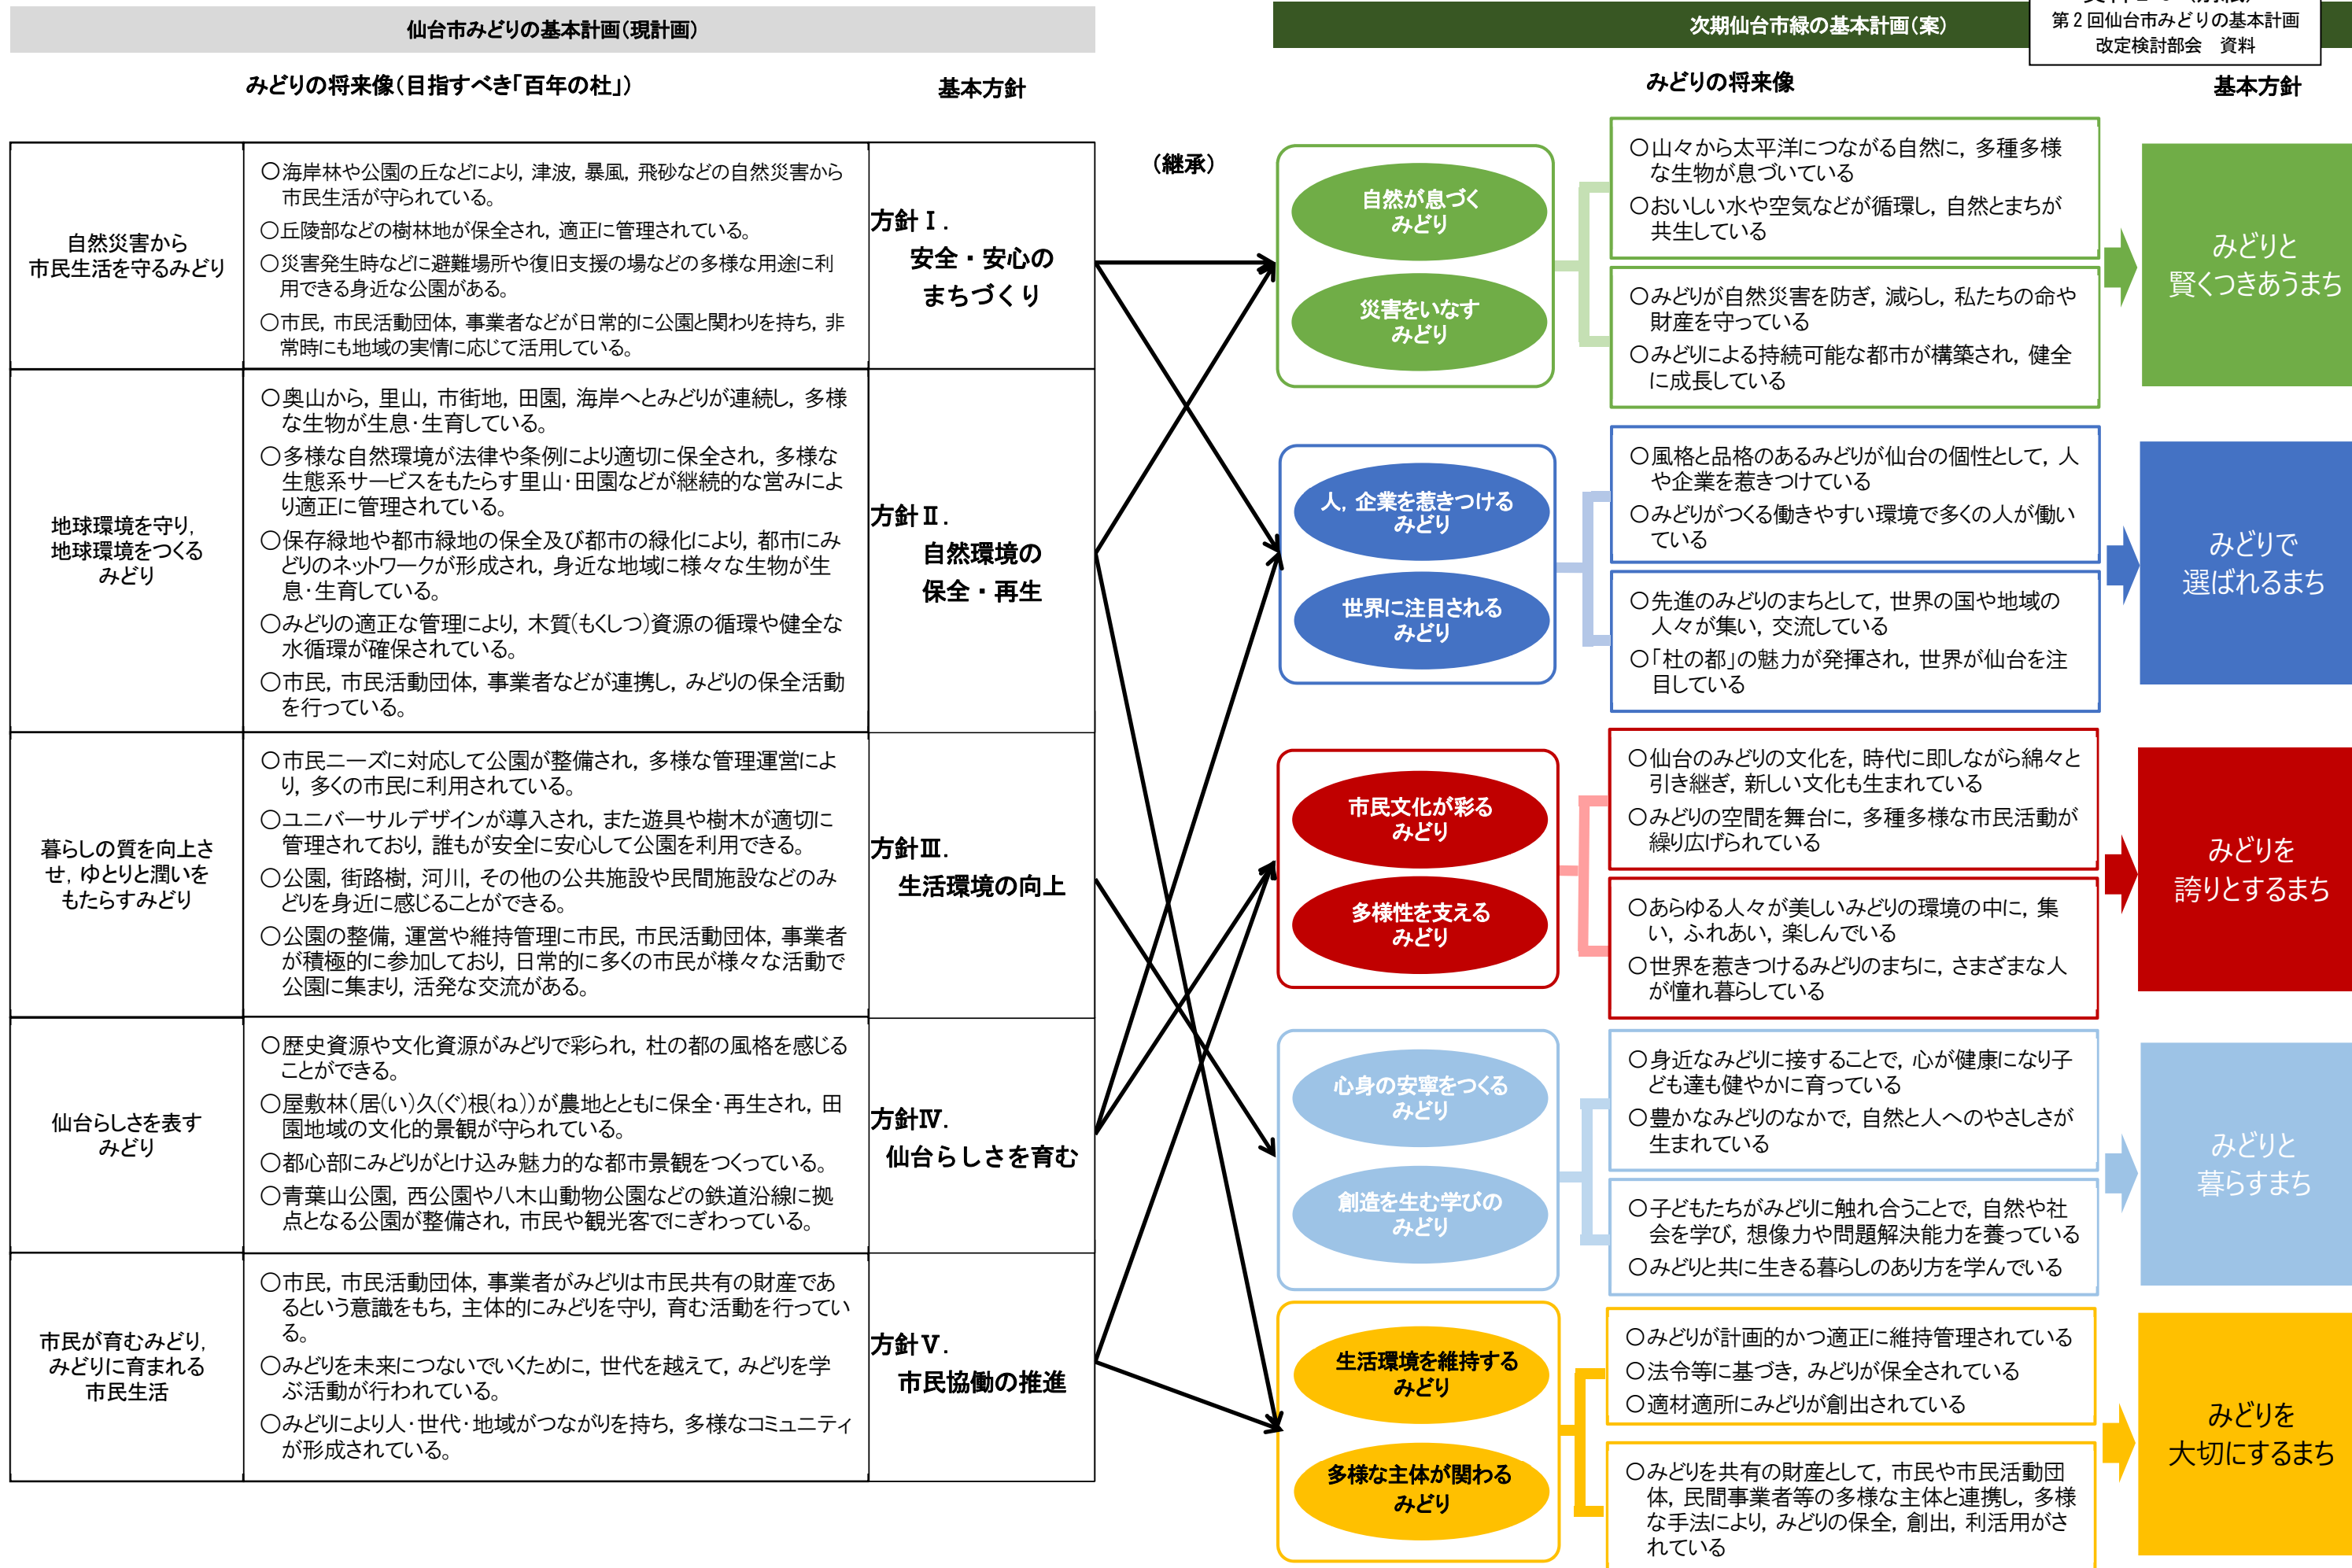 仙台市みどりの基本計画（現計画）
みどりの将来像（目指すべき「百年の杜」）
基本方針
自然災害から
市民生活を守るみどり
○海岸林や公園の丘などにより，津波，暴風，飛砂などの自然災害から
市民生活が守られている。
○丘陵部などの樹林地が保全され，適正に管理されている。
○災害発生時などに避難場所や復旧支援の場などの多様な用途に利
用できる身近な公園がある。
○市民，市民活動団体，事業者などが日常的に公園と関わりを持ち，非
常時にも地域の実情に応じて活用している。
方針Ⅰ．
安全・安心の
まちづくり
地球環境を守り，
地球環境をつくる
みどり
○奥山から，里山，市街地，田園，海岸へとみどりが連続し，多様
な生物が生息・生育している。
○多様な自然環境が法律や条例により適切に保全され，多様な
生態系サービスをもたらす里山・田園などが継続的な営みによ
り適正に管理されている。
○保存緑地や都市緑地の保全及び都市の緑化により，都市にみ
どりのネットワークが形成され，身近な地域に様々な生物が生
息・生育している。
○みどりの適正な管理により，木質（もくしつ）資源の循環や健全な
水循環が確保されている。
○市民，市民活動団体，事業者などが連携し，みどりの保全活動
を行っている。
方針Ⅱ．
自然環境の
保全・再生
暮らしの質を向上さ
せ，ゆとりと潤いを
もたらすみどり
○市民ニーズに対応して公園が整備され，多様な管理運営によ
り，多くの市民に利用されている。
○ユニバーサルデザインが導入され，また遊具や樹木が適切に
管理されており，誰もが安全に安心して公園を利用できる。
○公園，街路樹，河川，その他の公共施設や民間施設などのみ
どりを身近に感じることができる。
○公園の整備，運営や維持管理に市民，市民活動団体，事業者
が積極的に参加しており，日常的に多くの市民が様々な活動で
公園に集まり，活発な交流がある。
方針Ⅲ．
生活環境の向上
仙台らしさを表す
みどり
○歴史資源や文化資源がみどりで彩られ，杜の都の風格を感じる
ことができる。
○屋敷林（居（い）久（ぐ）根（ね））が農地とともに保全・再生され，田
園地域の文化的景観が守られている。
○都心部にみどりがとけ込み魅力的な都市景観をつくっている。
○青葉山公園，西公園や八木山動物公園などの鉄道沿線に拠
点となる公園が整備され，市民や観光客でにぎわっている。
方針Ⅳ．
仙台らしさを育む
市民が育むみどり，
みどりに育まれる
市民生活
○市民，市民活動団体，事業者がみどりは市民共有の財産であ
るという意識をもち，主体的にみどりを守り，育む活動を行ってい
る。
○みどりを未来につないでいくために，世代を越えて，みどりを学
ぶ活動が行われている。
○みどりにより人・世代・地域がつながりを持ち，多様なコミュニティ
が形成されている。
方針Ⅴ．
市民協働の推進
（継承）
次期仙台市緑の基本計画（案）
第2回仙台市みどりの基本計画
改定検討部会　資料
みどりの将来像
基本方針
自然が息づく
みどり
災害をいなす
みどり
○山々から太平洋につながる自然に，多種多様
な生物が息づいている
○おいしい水や空気などが循環し，自然とまちが
共生している
○みどりが自然災害を防ぎ，減らし，私たちの命や
財産を守っている
○みどりによる持続可能な都市が構築され，健全
に成長している
みどりと
賢くつきあうまち
人，企業を惹きつける
みどり
世界に注目される
みどり
○風格と品格のあるみどりが仙台の個性として，人
や企業を惹きつけている
○みどりがつくる働きやすい環境で多くの人が働い
ている
○先進のみどりのまちとして，世界の国や地域の
人々が集い，交流している
○「杜の都」の魅力が発揮され，世界が仙台を注
目している
みどりで
選ばれるまち
市民文化が彩る
みどり
多様性を支える
みどり
○仙台のみどりの文化を，時代に即しながら綿々と
引き継ぎ，新しい文化も生まれている
○みどりの空間を舞台に，多種多様な市民活動が
繰り広げられている
○あらゆる人々が美しいみどりの環境の中に，集
い，ふれあい，楽しんでいる
○世界を惹きつけるみどりのまちに，さまざまな人
が憧れ暮らしている
みどりを
誇りとするまち
心身の安寧をつくる
みどり
創造を生む学びの
みどり
○身近なみどりに接することで，心が健康になり子
ども達も健やかに育っている
○豊かなみどりのなかで，自然と人へのやさしさが
生まれている
○子どもたちがみどりに触れ合うことで，自然や社
会を学び，想像力や問題解決能力を養っている
○みどりと共に生きる暮らしのあり方を学んでいる
みどりと
暮らすまち
生活環境を維持する
みどり
多様な主体が関わる
みどり
○みどりが計画的かつ適正に維持管理されている
○法令等に基づき，みどりが保全されている
○適材適所にみどりが創出されている
○みどりを共有の財産として，市民や市民活動団
体，民間事業者等の多様な主体と連携し，多様
な手法により，みどりの保全，創出，利活用がさ
れている
みどりを
大切にするまち